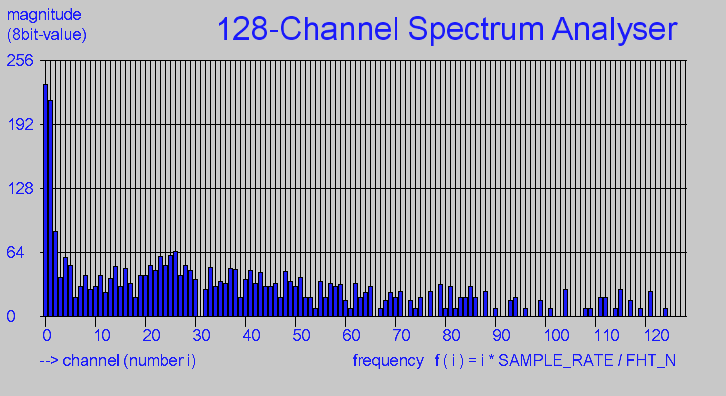 magnitude
(8bit-value)
128-Channel Spectrum Analyser
256
192
128
64
0
0 10 20 30 40 50 60 70 80 90 100 110 120
--> channel (number i)
frequency f ( i ) = i * SAMPLE_RATE / FHT_N